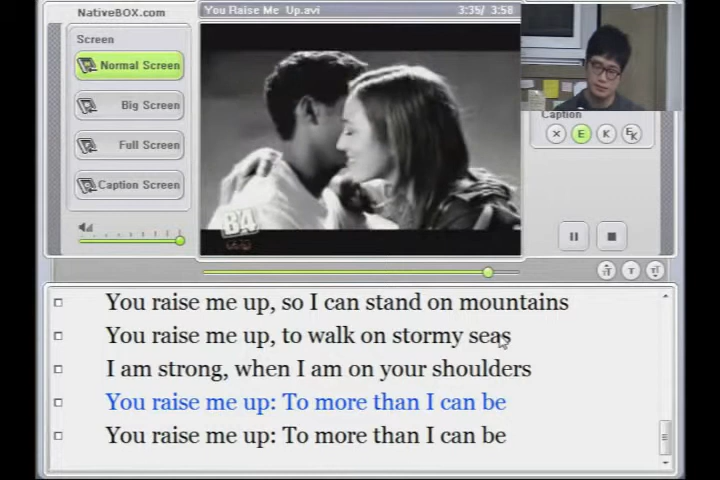 NativeBOX.com
You Raise Me Up.avi
3:35/ 3:58
Screen
Normal Screen
Big Screen
Full Screen
Caption Screen
B4
Caption
E
K
EK
T
T
T
You raise me up, so I can stand on mountains
You raise me up, to walk on stormy seas
I am strong, when I am on your shoulders
You raise me up: To more than I can be
You raise me up: To more than I can be